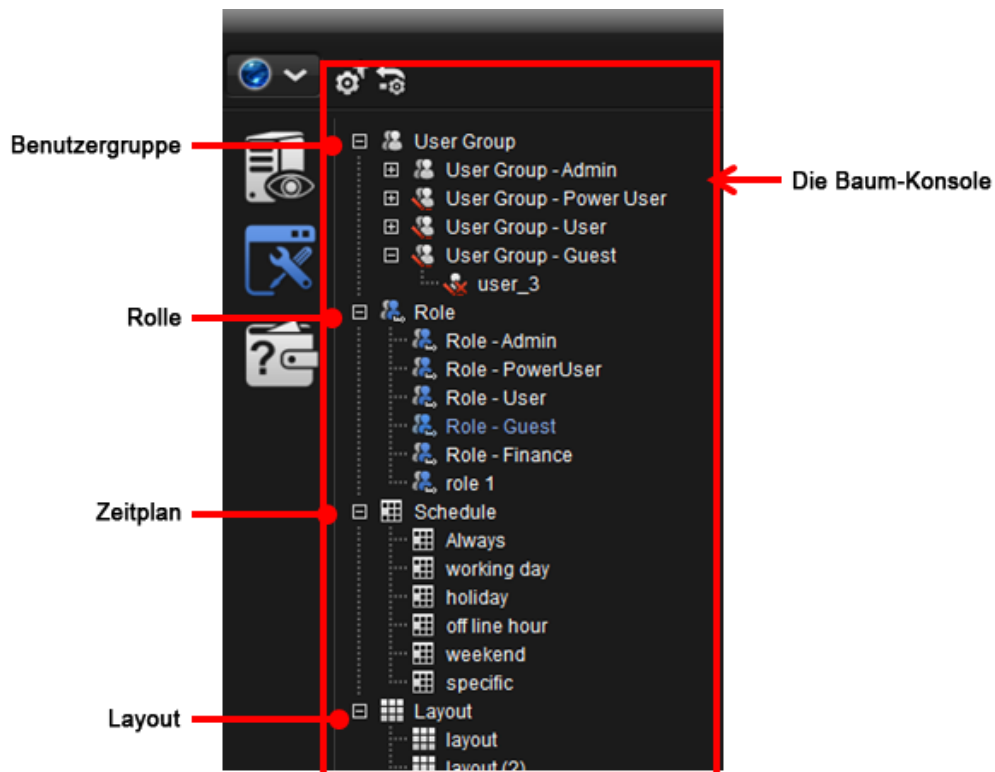 Benutzergruppe
User Group
User Group - Admin
Die Baum-Konsole
User Group - Power User
User Group - User
User Group - Guest
user_3
Rolle
Role
Role - Admin
Role - PowerUser
Role - User
Role - Guest
Role - Finance
role 1
Zeitplan
Schedule
Always
working day
holiday
off line hour
weekend
specific
Layout
Layout
layout
layout (2)